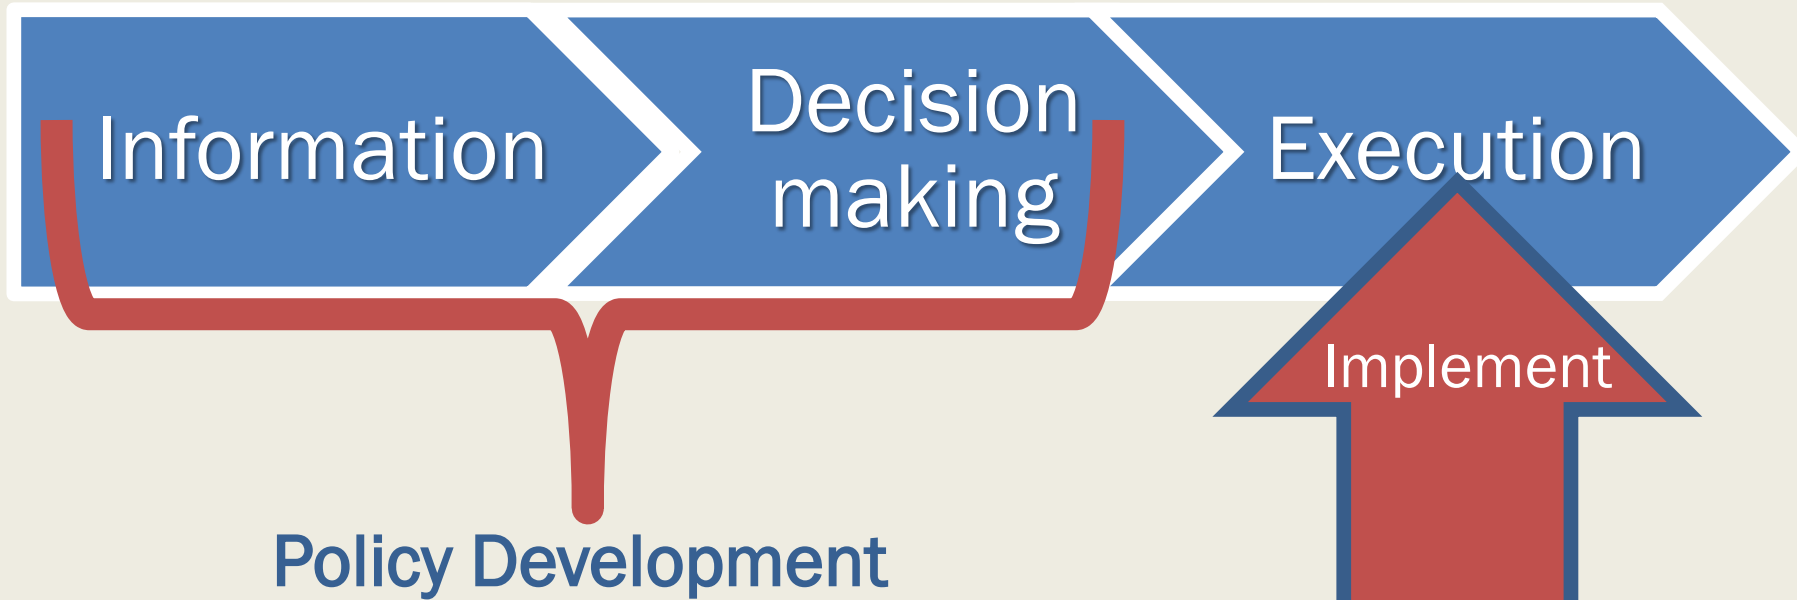 Information
Decision
making
Execution
Implement
Policy Development